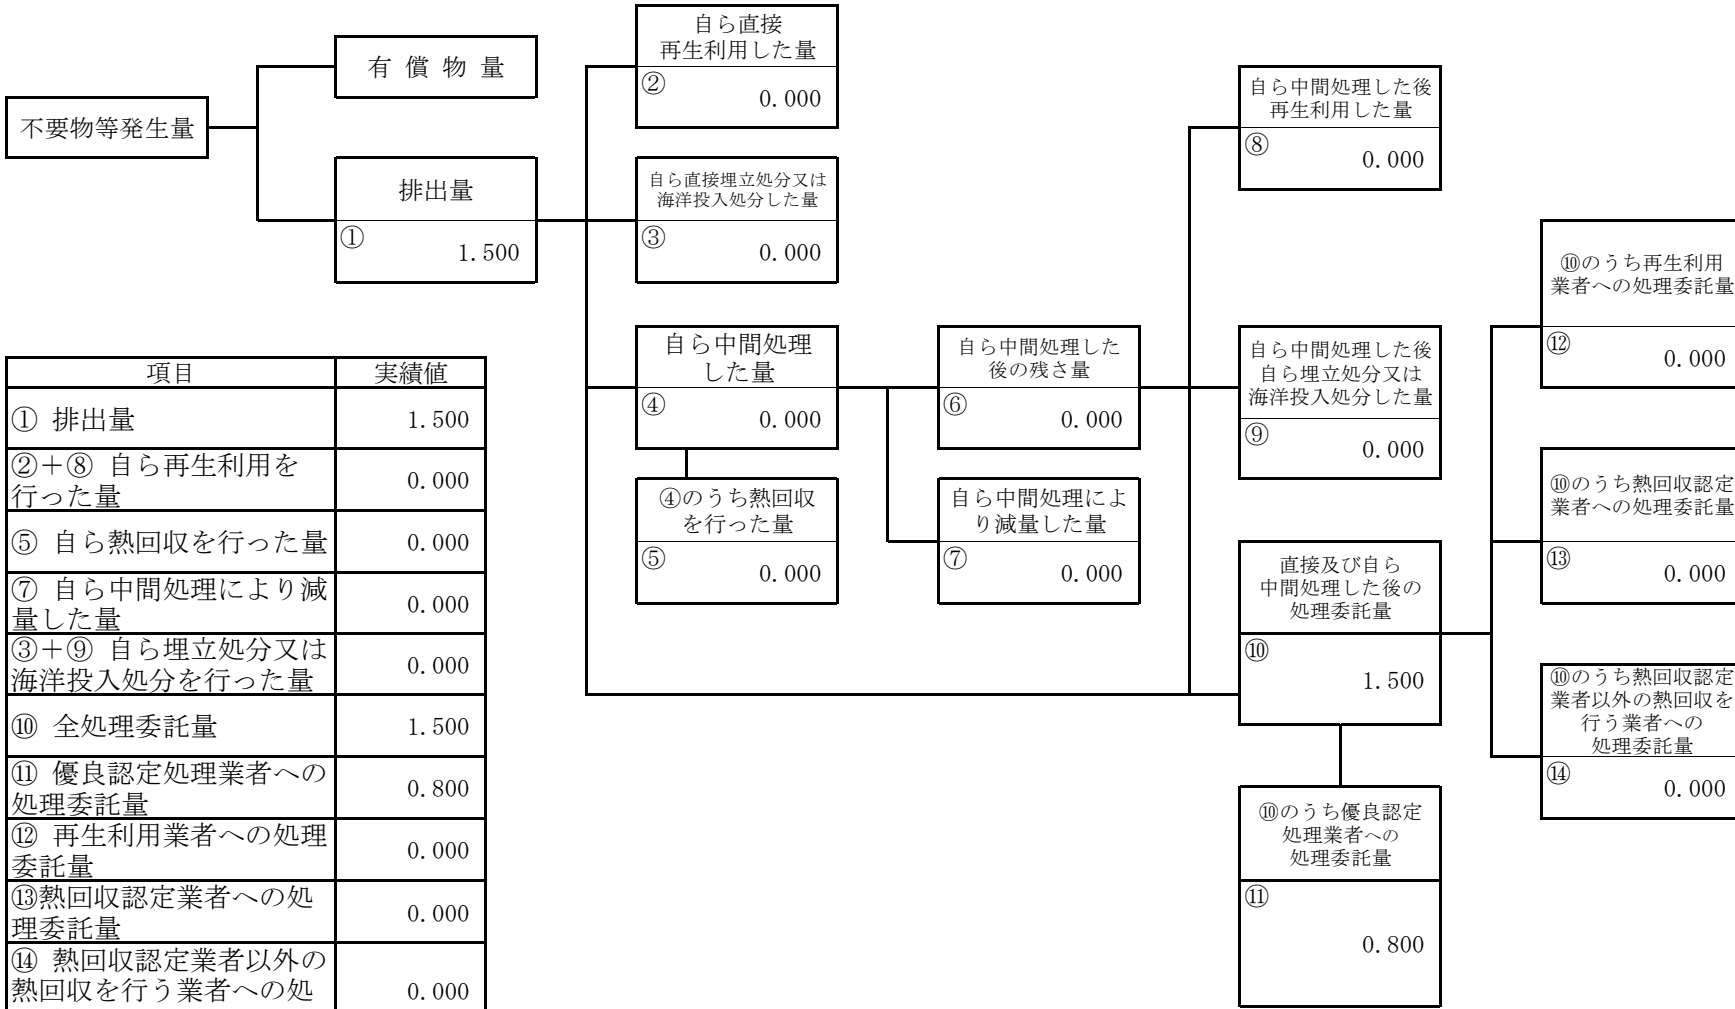 不要物等発生量
有 償 物 量
排出量
①
1.500
自ら直接
再生利用した量
②
0.000
自ら直接埋立処分又は
海洋投入処分した量
③
0.000
自ら中間処理
した量
④
0.000
④のうち熱回収
を行った量
⑤
0.000
自ら中間処理した
後の残さ量
⑥
0.000
自ら中間処理によ
り減量した量
⑦
0.000
自ら中間処理した後
再生利用した量
⑧
0.000
自ら中間処理した後
自ら埋立処分又は
海洋投入処分した量
⑨
0.000
直接及び自ら
中間処理した後の
処理委託量
⑩
1.500
⑩のうち優良認定
処理業者への
処理委託量
⑪
0.800
⑩のうち再生利用
業者への処理委託量
⑫
0.000
⑩のうち熱回収認定
業者への処理委託量
⑬
0.000
⑩のうち熱回収認定
業者以外の熱回収を
行う業者への
処理委託量
⑭
0.000
項目 実績値
① 排出量 1.500
②＋⑧ 自ら再生利用を
行った量 0.000
⑤ 自ら熱回収を行った量 0.000
⑦ 自ら中間処理により減
量した量 0.000
③＋⑨ 自ら埋立処分又は
海洋投入処分を行った量 0.000
⑩ 全処理委託量 1.500
⑪ 優良認定処理業者への
処理委託量 0.800
⑫ 再生利用業者への処理
委託量 0.000
⑬熱回収認定業者への処
理委託量 0.000
⑭ 熱回収認定業者以外の
熱回収を行う業者への処 0.000